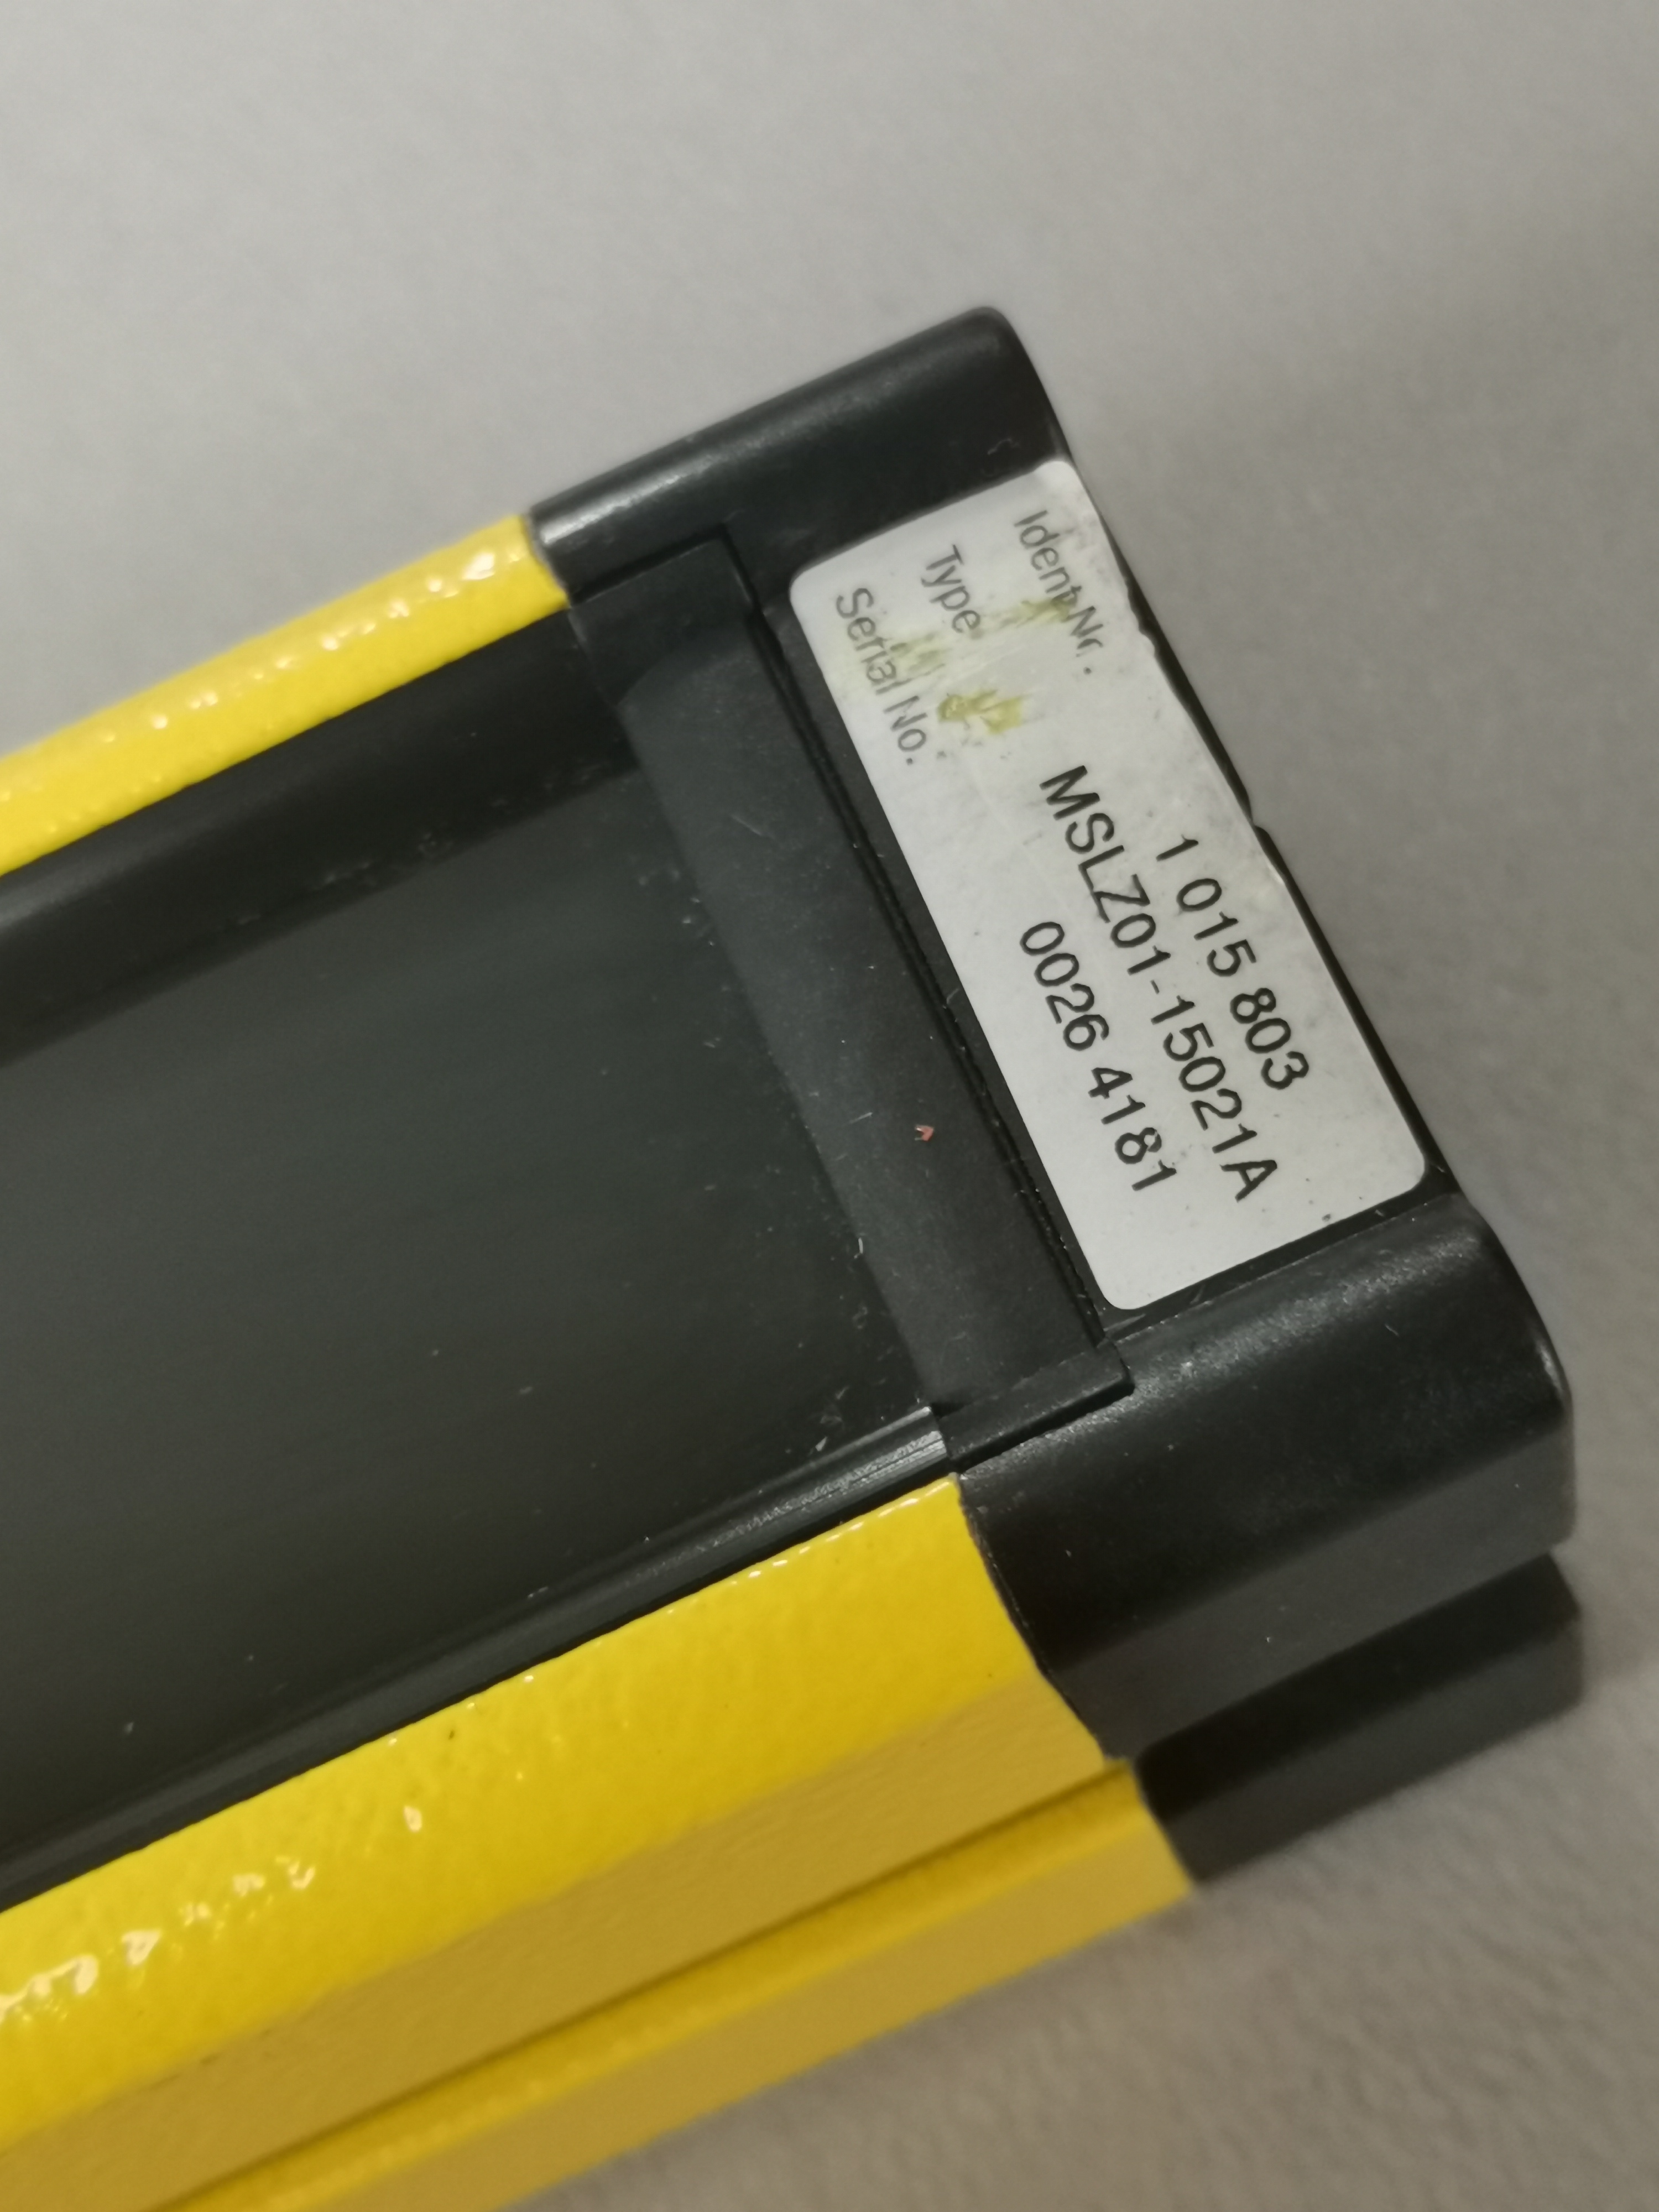 Ident-Nr. : 1 015 803
Type : MSLZ01-15021A
Serial No. : 0026 4181